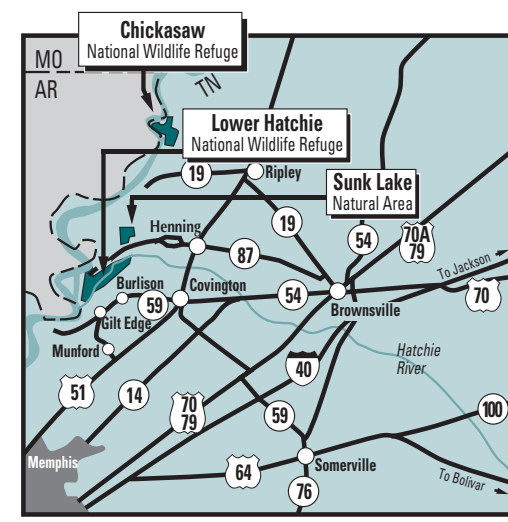 Chickasaw
National Wildlife Refuge
MO
AR
TN
Lower Hatchie
National Wildlife Refuge
19
Ripley
Sunk Lake
Natural Area
Henning
19
54
70A
79
87
To Jackson
Burlison
59
Covington
54
70
Gilt Edge
Brownsville
Munford
Hatchie
River
40
51
14
70
79
59
100
Memphis
64
Somerville
76
To Bolivar